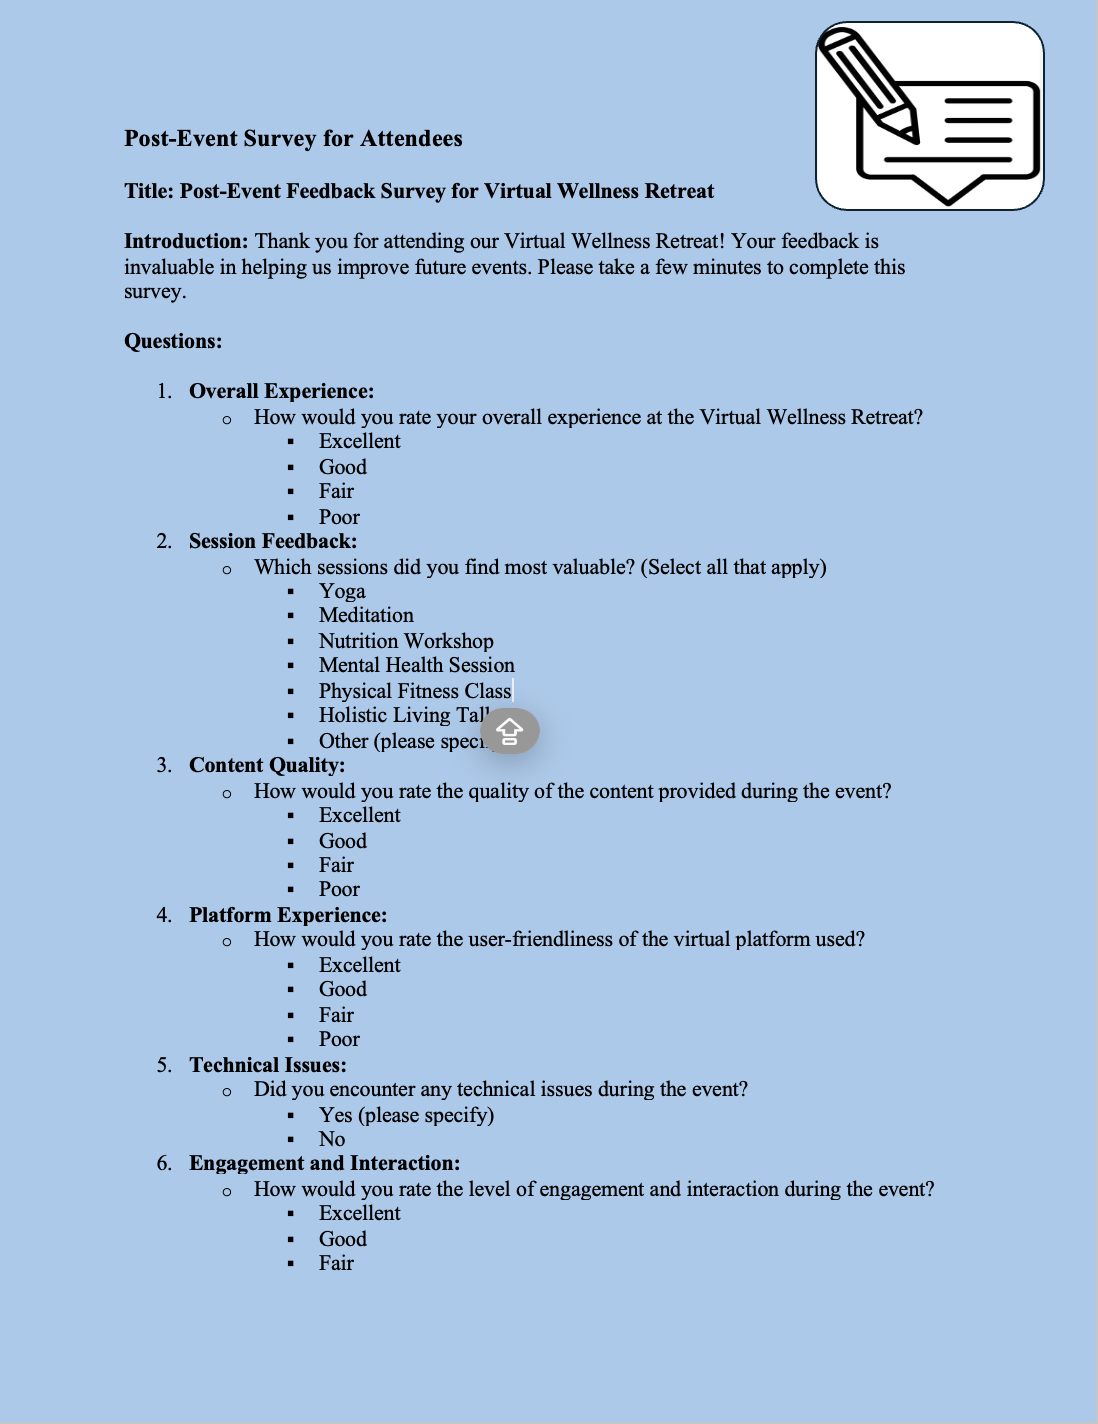 Post-Event Survey for Attendees
Title: Post-Event Feedback Survey for Virtual Wellness Retreat
Introduction: Thank you for attending our Virtual Wellness Retreat! Your feedback is
invaluable in helping us improve future events. Please take a few minutes to complete this
survey.
Questions:
1. Overall Experience:
o How would you rate your overall experience at the Virtual Wellness Retreat?
▪ Excellent
▪ Good
▪ Fair
▪ Poor
2. Session Feedback:
o Which sessions did you find most valuable? (Select all that apply)
▪ Yoga
▪ Meditation
▪ Nutrition Workshop
▪ Mental Health Session
▪ Physical Fitness Class
▪ Holistic Living
▪ Other (please
3. Content Quality:
o How would you rate the quality of the content provided during the event?
▪ Excellent
▪ Good
▪ Fair
▪ Poor
4. Platform Experience:
o How would you rate the user-friendliness of the virtual platform used?
▪ Excellent
▪ Good
▪ Fair
▪ Poor
5. Technical Issues:
o Did you encounter any technical issues during the event?
▪ Yes (please specify)
▪ No
6. Engagement and Interaction:
o How would you rate the level of engagement and interaction during the event?
▪ Excellent
▪ Good
▪ Fair